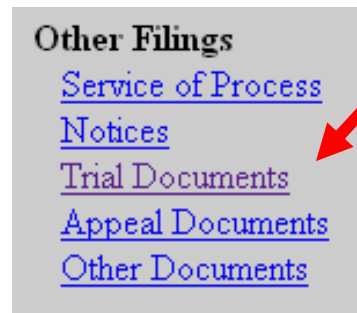 Other Filings
Service of Process
Notices
Trial Documents
Appeal Documents
Other Documents